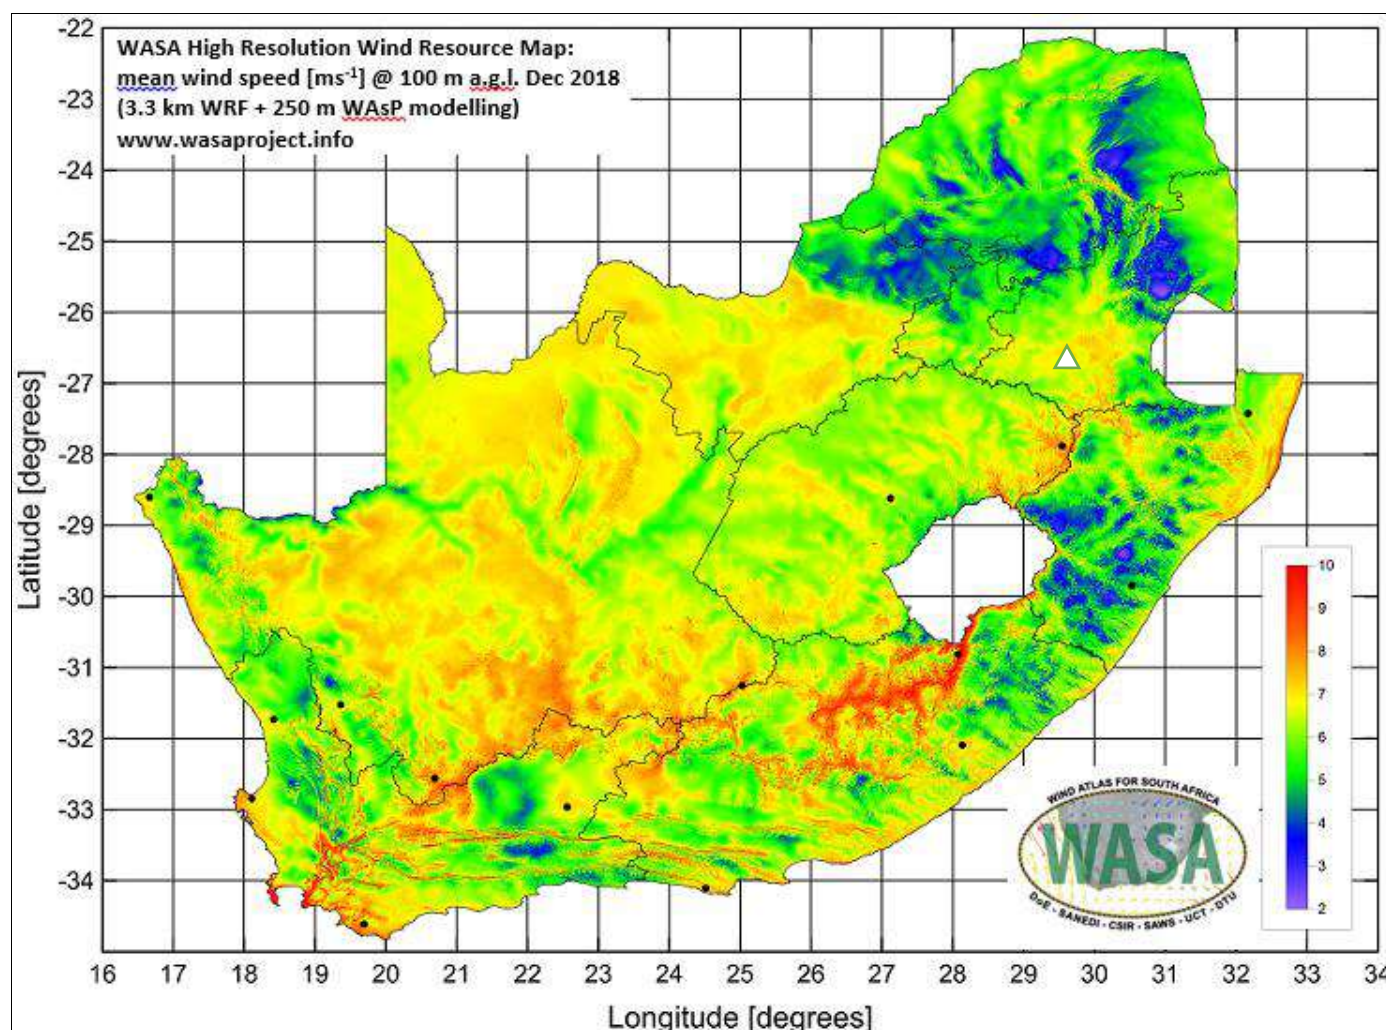 WASA High Resolution Wind Resource Map:
mean wind speed [ms⁻¹] @ 100 m a.g.l. Dec 2018
(3.3 km WRF + 250 m WAsP modelling)
www.wasaproject.info
-22
-23
-24
-25
-26
-27
-28
-29
-30
-31
-32
-33
-34
Latitude [degrees]
10
9
8
7
6
5
4
3
2
WIND ATLAS FOR SOUTH AFRICA
WASA
DoE - SANEDI - CSIR - SAWS - UCT - DTU
16 17 18 19 20 21 22 23 24 25 26 27 28 29 30 31 32 33 34
Longitude [degrees]